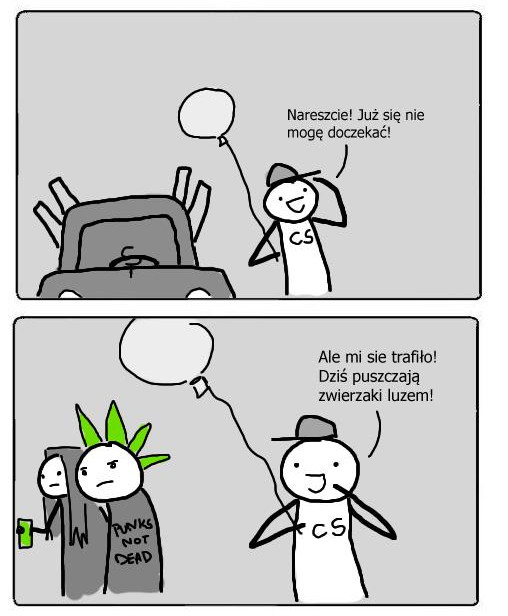 Nareszcie! Już się nie
mogę doczekać!
CS
Ale mi sie trafiło!
Dziś puszczają
zwierzaki luzem!
PUNKS
NOT
DEAD
CS